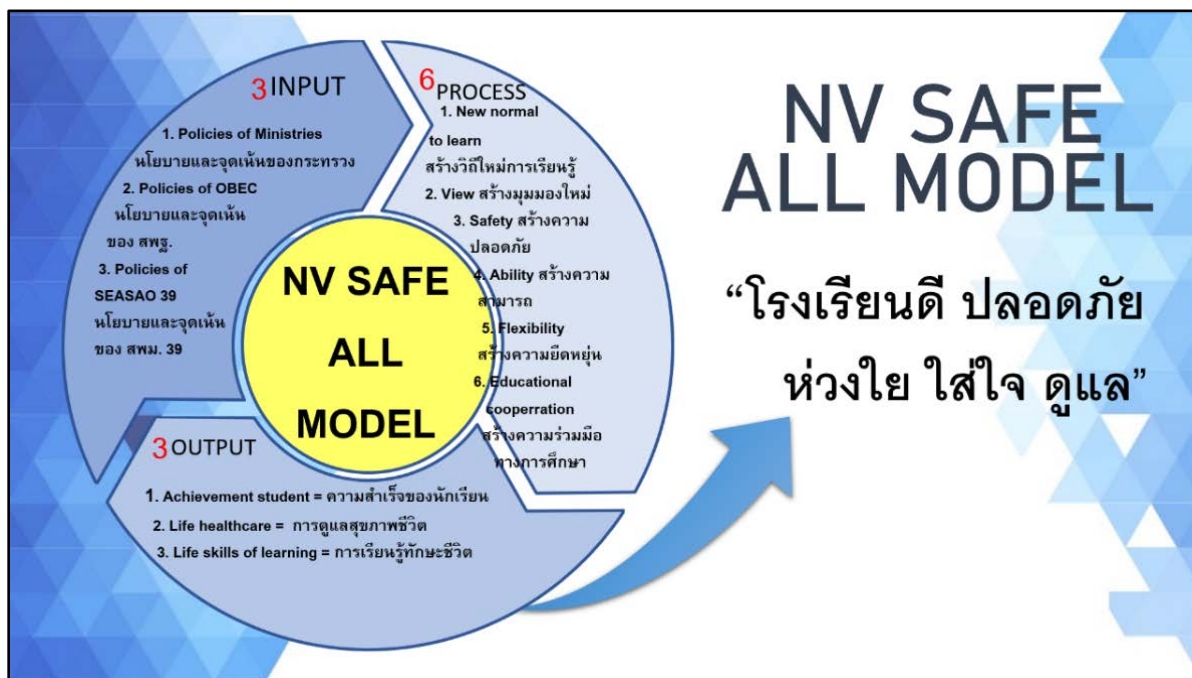 3 INPUT
1. Policies of Ministries
นโยบายและจุดเน้นของกระทรวง
2. Policies of OBEC
นโยบายและจุดเน้น
ของ สพฐ.
3. Policies of
SEASAO 39
นโยบายและจุดเน้น
ของ สพม. 39
6 PROCESS
1. New normal
to learn
สร้างวิถีใหม่การเรียนรู้
2. View สร้างมุมมองใหม่
3. Safety สร้างความ
ปลอดภัย
4. Ability สร้างความ
สามารถ
5. Flexibility
สร้างความยืดหยุ่น
6. Educational
cooperration
สร้างความร่วมมือ
ทางการศึกษา
NV SAFE
ALL
MODEL
3 OUTPUT
1. Achievement student = ความสำเร็จของนักเรียน
2. Life healthcare = การดูแลสุขภาพชีวิต
3. Life skills of learning = การเรียนรู้ทักษะชีวิต
NV SAFE
ALL MODEL
“โรงเรียนดี ปลอดภัย
ห่วงใย ใส่ใจ ดูแล”